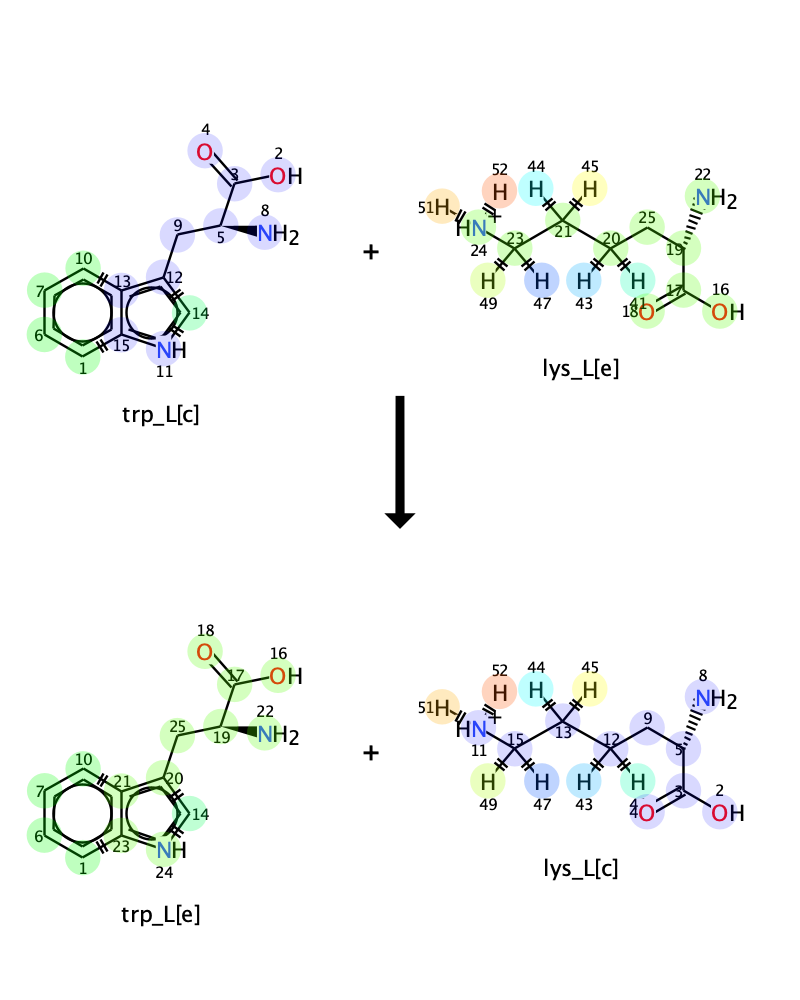 4
3
2
O
OH
9
8
5
NH2
10
7
13
12
14
6
15
NH
1
11
trp_L[c]
+
52
44
45
22
H
H
H
NH2
51
H
+
HN
24
25
23
21
20
19
H
H
H
H
17
16
49
47
43
41
18
O
OH
lys_L[e]
18
17
16
O
OH
25
22
19
NH2
10
7
21
20
14
6
23
NH
1
24
trp_L[e]
+
52
44
45
8
H
H
H
NH2
51
H
+
HN
11
9
15
13
12
5
H
H
H
H
3
2
49
47
43
4
O
OH
lys_L[c]